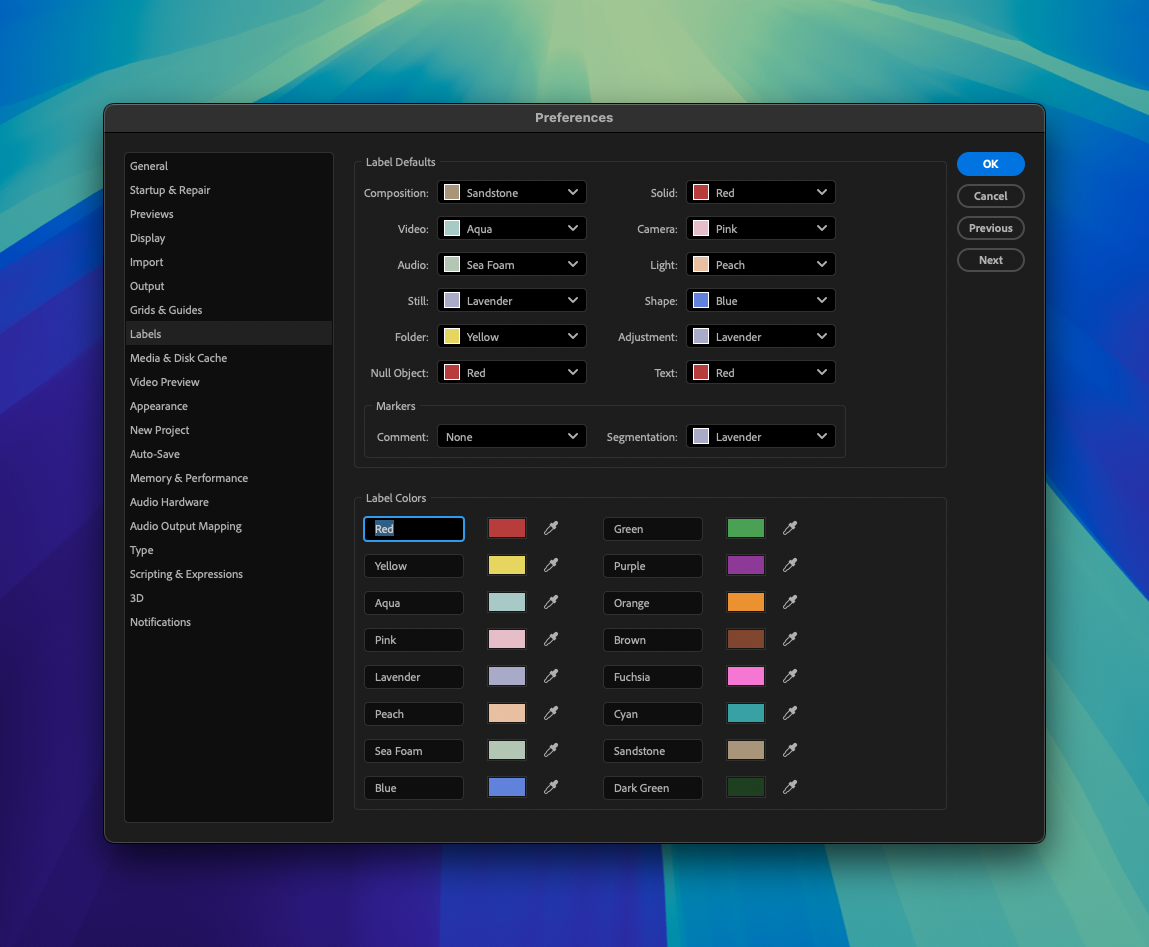 Preferences
General
Startup & Repair
Previews
Display
Import
Output
Grids & Guides
Labels
Media & Disk Cache
Video Preview
Appearance
New Project
Auto-Save
Memory & Performance
Audio Hardware
Audio Output Mapping
Type
Scripting & Expressions
3D
Notifications
Label Defaults
Composition: Sandstone Solid: Red
Video: Aqua Camera: Pink
Audio: Sea Foam Light: Peach
Still: Lavender Shape: Blue
Folder: Yellow Adjustment: Lavender
Null Object: Red Text: Red
Markers
Comment: None Segmentation: Lavender
Label Colors
Red Green
Yellow Purple
Aqua Orange
Pink Brown
Lavender Fuchsia
Peach Cyan
Sea Foam Sandstone
Blue Dark Green
OK
Cancel
Previous
Next